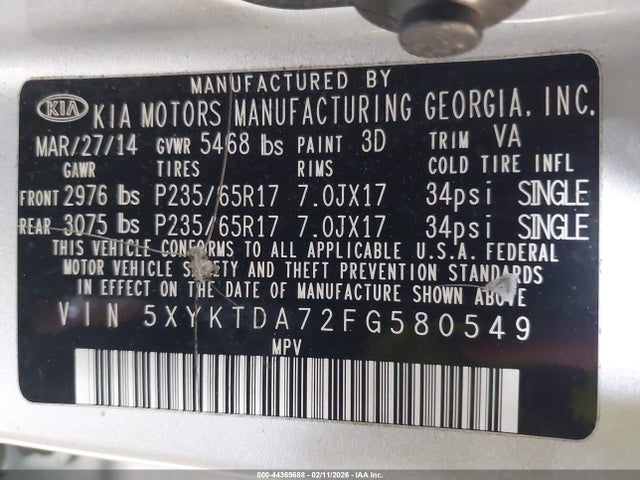 MANUFACTURED BY
KIA KIA MOTORS MANUFACTURING GEORGIA, INC.
MAR/27/14 GVWR 5468 lbs PAINT 3D TRIM VA
GAWR TIRES RIMS COLD TIRE INFL
FRONT 2976 lbs P235/65R17 7.0JX17 34psi SINGLE
REAR 3075 lbs P235/65R17 7.0JX17 34psi SINGLE
THIS VEHICLE CONFORMS TO ALL APPLICABLE U.S.A. FEDERAL
MOTOR VEHICLE SAFETY AND THEFT PREVENTION STANDARDS
IN EFFECT ON THE DATE OF MANUFACTURE SHOWN ABOVE
VIN 5XYKTDA72FG580549
MPV
000-44369688 - 02/11/2026 - IAA Inc.